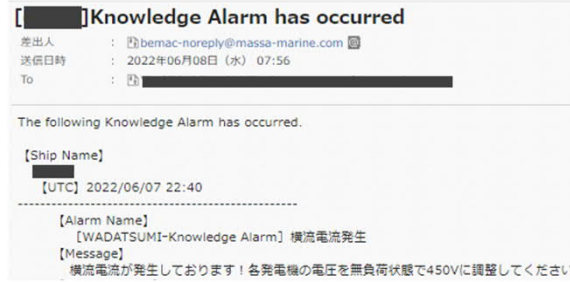 [ ]Knowledge Alarm has occurred
差出人 : bemac-noreply@massa-marine.com
送信日時 : 2022年06月08日（水） 07:56
To :
The following Knowledge Alarm has occurred.
【Ship Name】
【UTC】2022/06/07 22:40
------------------------------------------------
【Alarm Name】
［WADATSUMI-Knowledge Alarm］横流電流発生
【Message】
横流電流が発生しております！各発電機の電圧を無負荷状態で450Vに調整してください